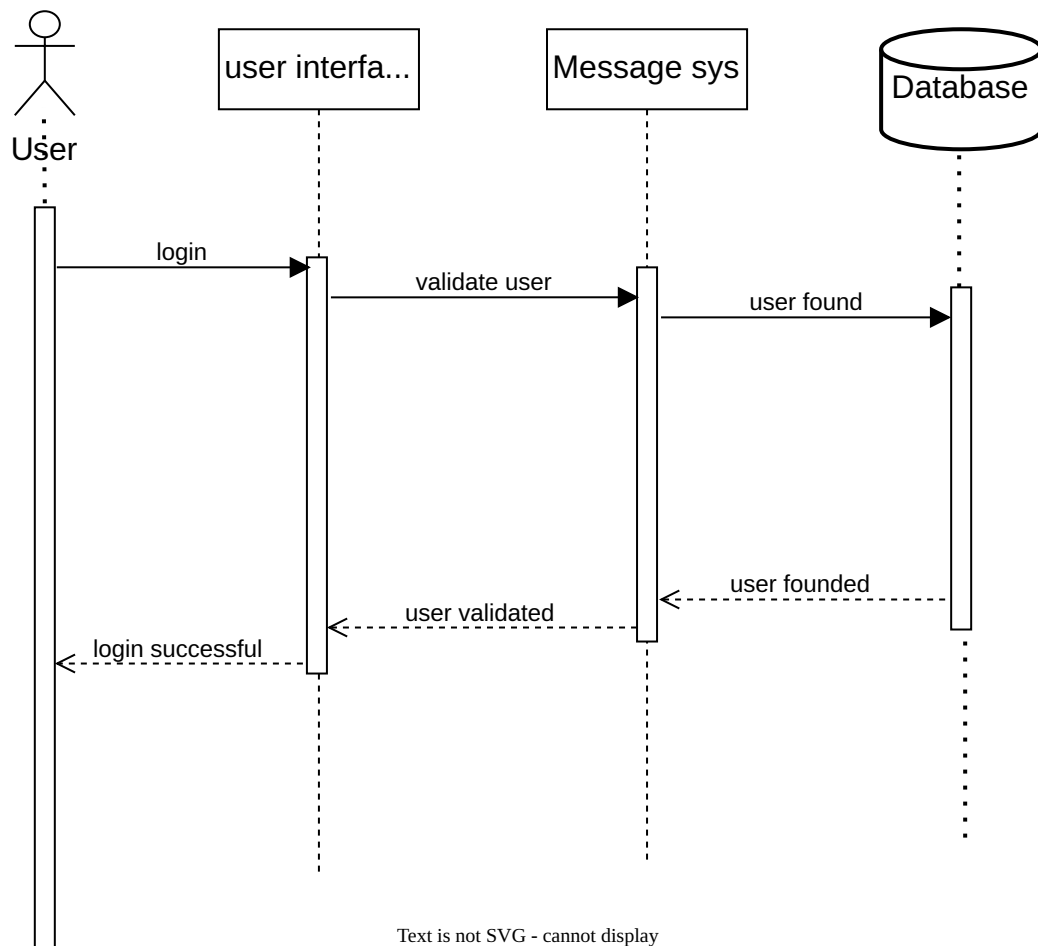 User
user interfa...
Message sys
Database
login
validate user
user found
user founded
user validated
login successful
Text is not SVG - cannot display